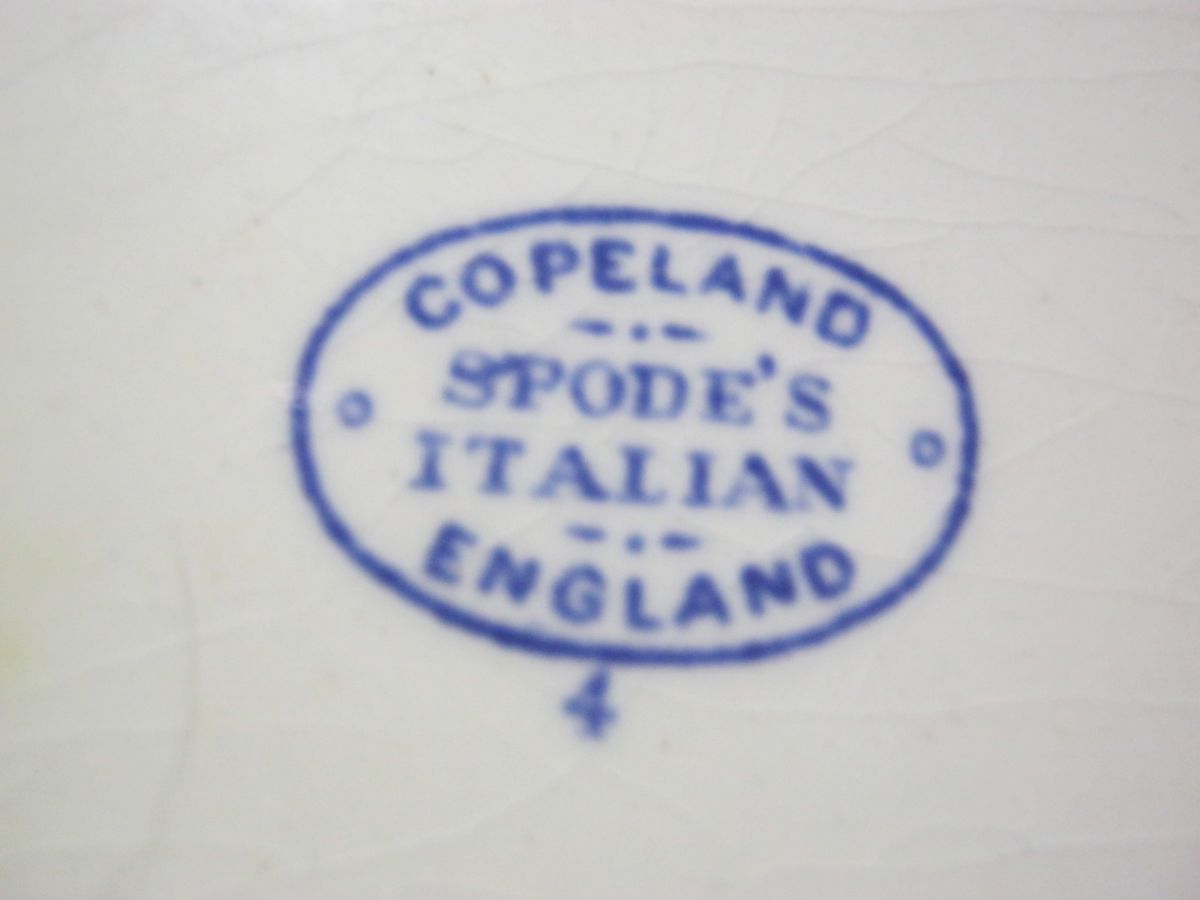 COPELAND
SPODE'S
ITALIAN
ENGLAND
4